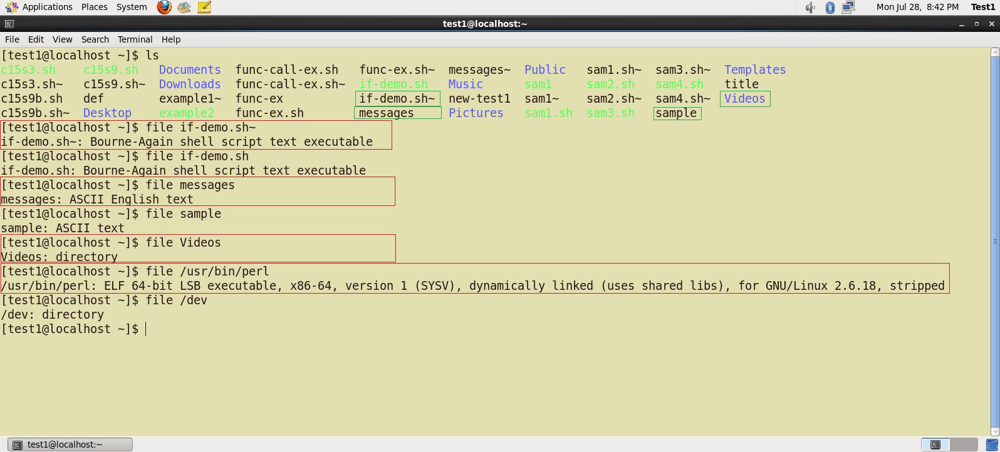 Applications Places System Mon Jul 28, 8:42 PM Test1
test1@localhost:~
File Edit View Search Terminal Help
[test1@localhost ~]$ ls
c15s3.sh c15s9.sh Documents func-call-ex.sh func-ex.sh~ messages~ Public sam1.sh~ sam3.sh~ Templates
c15s3.sh~ c15s9.sh~ Downloads func-call-ex.sh~ if-demo.sh Music sam1 sam2.sh sam4.sh title
c15s9b.sh def example1~ func-ex if-demo.sh~ new-test1 sam1~ sam2.sh~ sam4.sh~ Videos
c15s9b.sh~ Desktop example2 func-ex.sh messages Pictures sam1.sh sam3.sh sample
[test1@localhost ~]$ file if-demo.sh~
if-demo.sh~: Bourne-Again shell script text executable
[test1@localhost ~]$ file if-demo.sh
if-demo.sh: Bourne-Again shell script text executable
[test1@localhost ~]$ file messages
messages: ASCII English text
[test1@localhost ~]$ file sample
sample: ASCII text
[test1@localhost ~]$ file Videos
Videos: directory
[test1@localhost ~]$ file /usr/bin/perl
/usr/bin/perl: ELF 64-bit LSB executable, x86-64, version 1 (SYSV), dynamically linked (uses shared libs), for GNU/Linux 2.6.18, stripped
[test1@localhost ~]$ file /dev
/dev: directory
[test1@localhost ~]$
test1@localhost:~